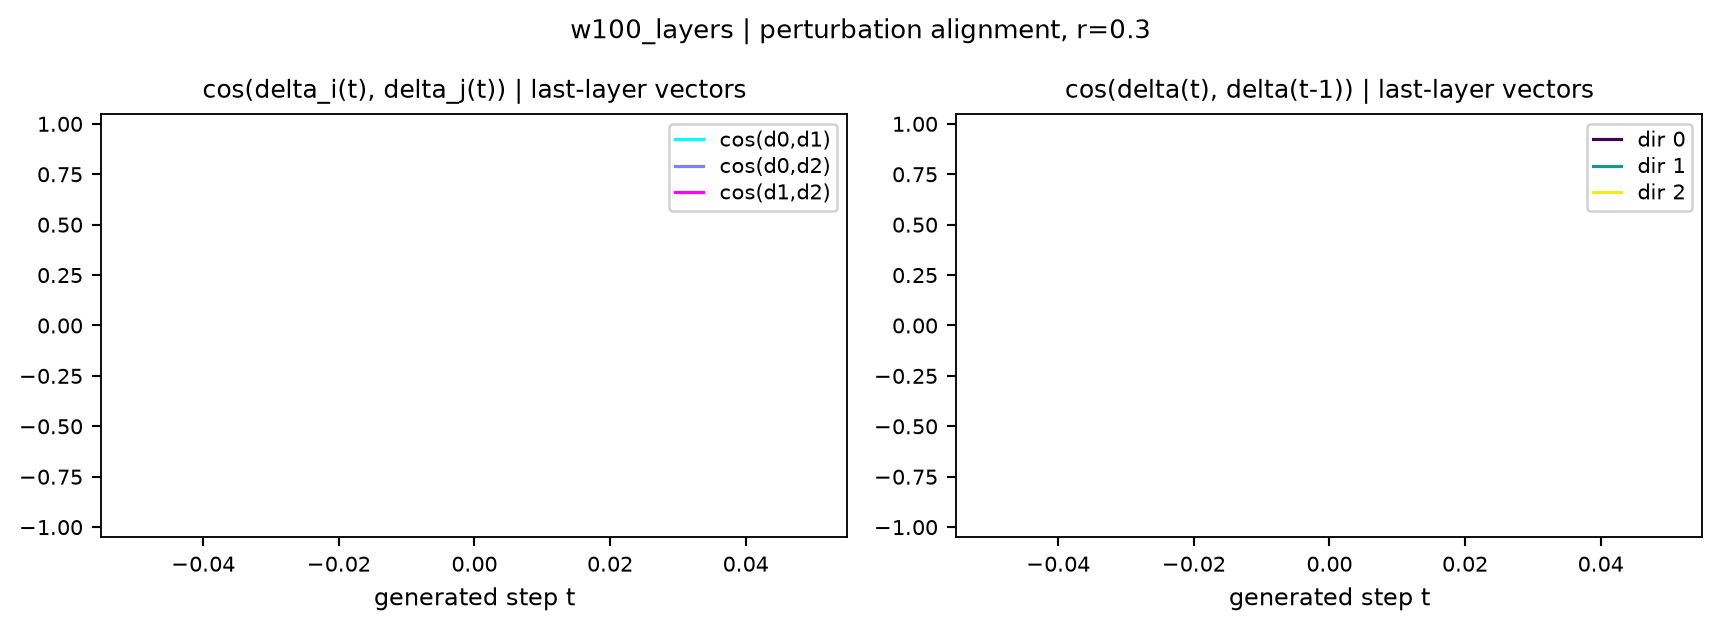 w100_layers | perturbation alignment, r=0.3
cos(delta_i(t), delta_j(t)) | last-layer vectors
1.00
0.75
0.50
0.25
0.00
−0.25
−0.50
−0.75
−1.00
cos(d0,d1)
cos(d0,d2)
cos(d1,d2)
−0.04
−0.02
0.00
0.02
0.04
generated step t
cos(delta(t), delta(t-1)) | last-layer vectors
1.00
0.75
0.50
0.25
0.00
−0.25
−0.50
−0.75
−1.00
dir 0
dir 1
dir 2
−0.04
−0.02
0.00
0.02
0.04
generated step t